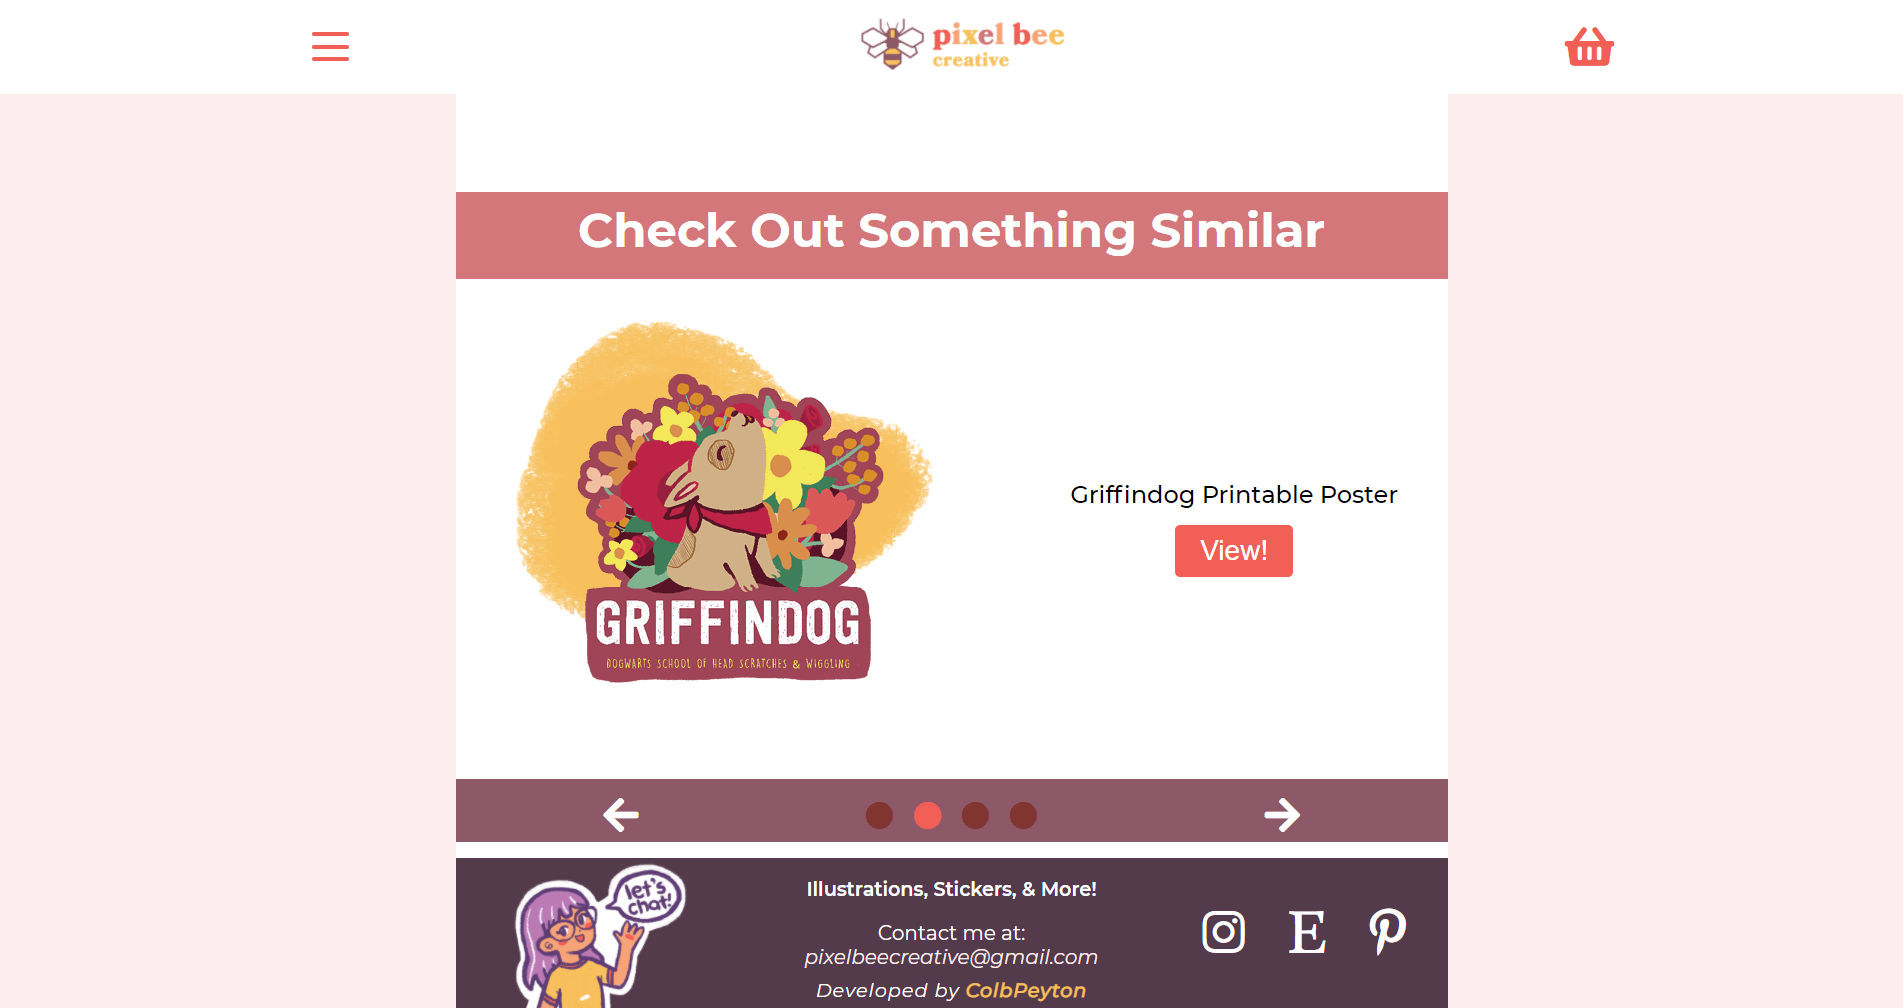 pixel bee
creative
Check Out Something Similar
GRIFFINDOG
DOGWARTS SCHOOL OF HEAD SCRATCHES & WIGGLING
Griffindog Printable Poster
View!
let's
chat!
Illustrations, Stickers, & More!
Contact me at:
pixelbeecreative@gmail.com
Developed by ColbPeyton